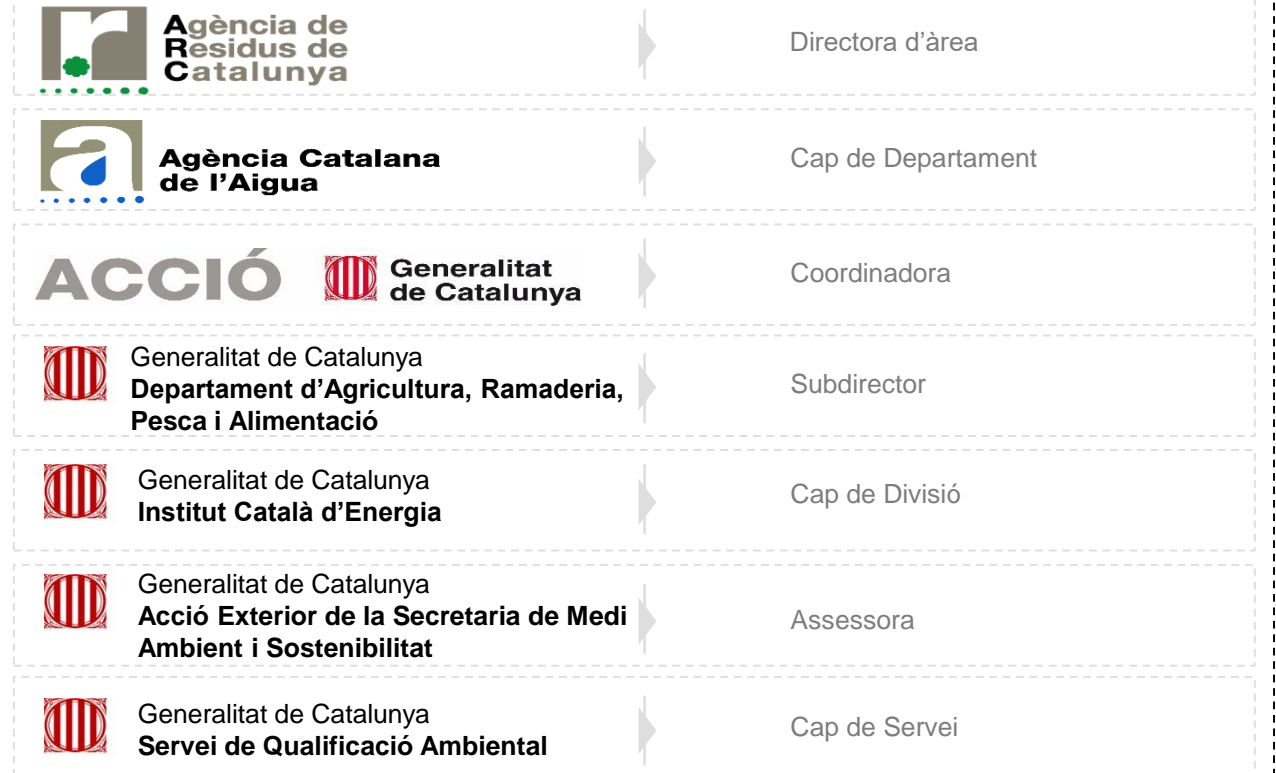 Agència de
Residus de
Catalunya
Directora d’àrea
Agència Catalana
de l’Aigua
Cap de Departament
ACCIÓ
Generalitat
de Catalunya
Coordinadora
Generalitat de Catalunya
Departament d’Agricultura, Ramaderia,
Pesca i Alimentació
Subdirector
Generalitat de Catalunya
Institut Català d’Energia
Cap de Divisió
Generalitat de Catalunya
Acció Exterior de la Secretaria de Medi
Ambient i Sostenibilitat
Assessora
Generalitat de Catalunya
Servei de Qualificació Ambiental
Cap de Servei